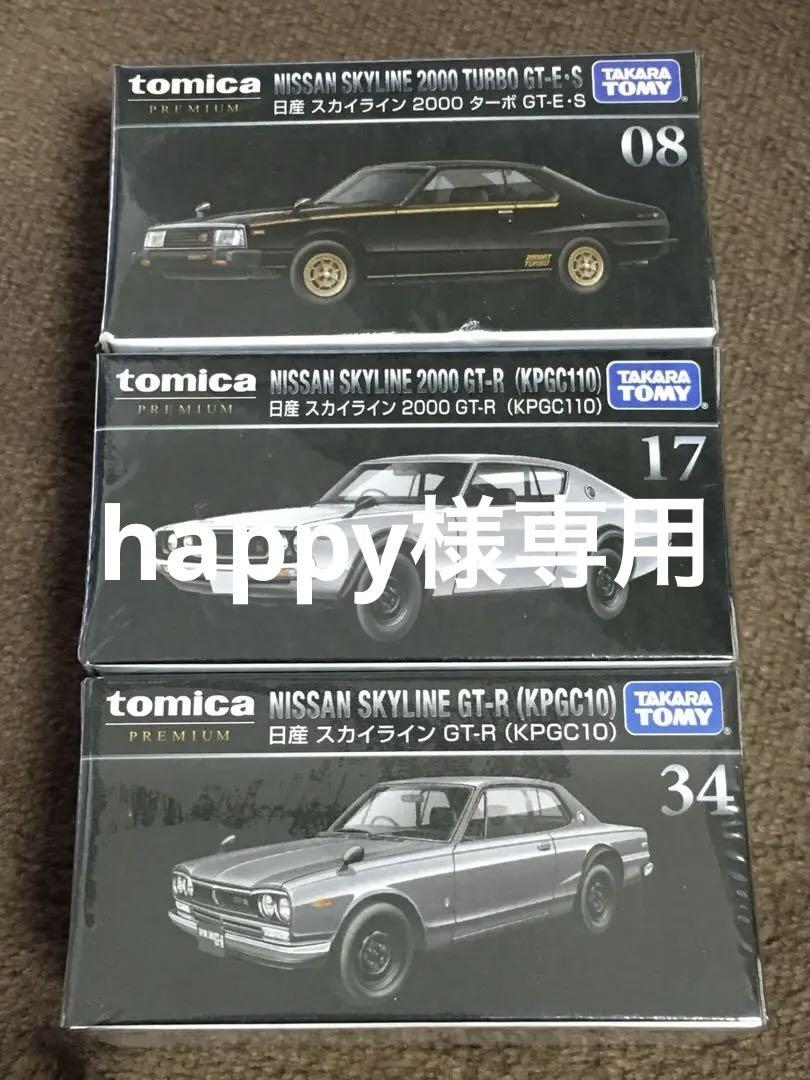 tomica
PREMIUM
NISSAN SKYLINE 2000 TURBO GT-E・S
日産 スカイライン 2000 ターボ GT-E・S
TAKARA TOMY
08
2000GT
TURBO
tomica
PREMIUM
NISSAN SKYLINE 2000 GT-R (KPGC110)
日産 スカイライン 2000 GT-R (KPGC110)
TAKARA TOMY
17
happy様専用
tomica
PREMIUM
NISSAN SKYLINE GT-R (KPGC10)
日産 スカイライン GT-R (KPGC10)
TAKARA TOMY
34